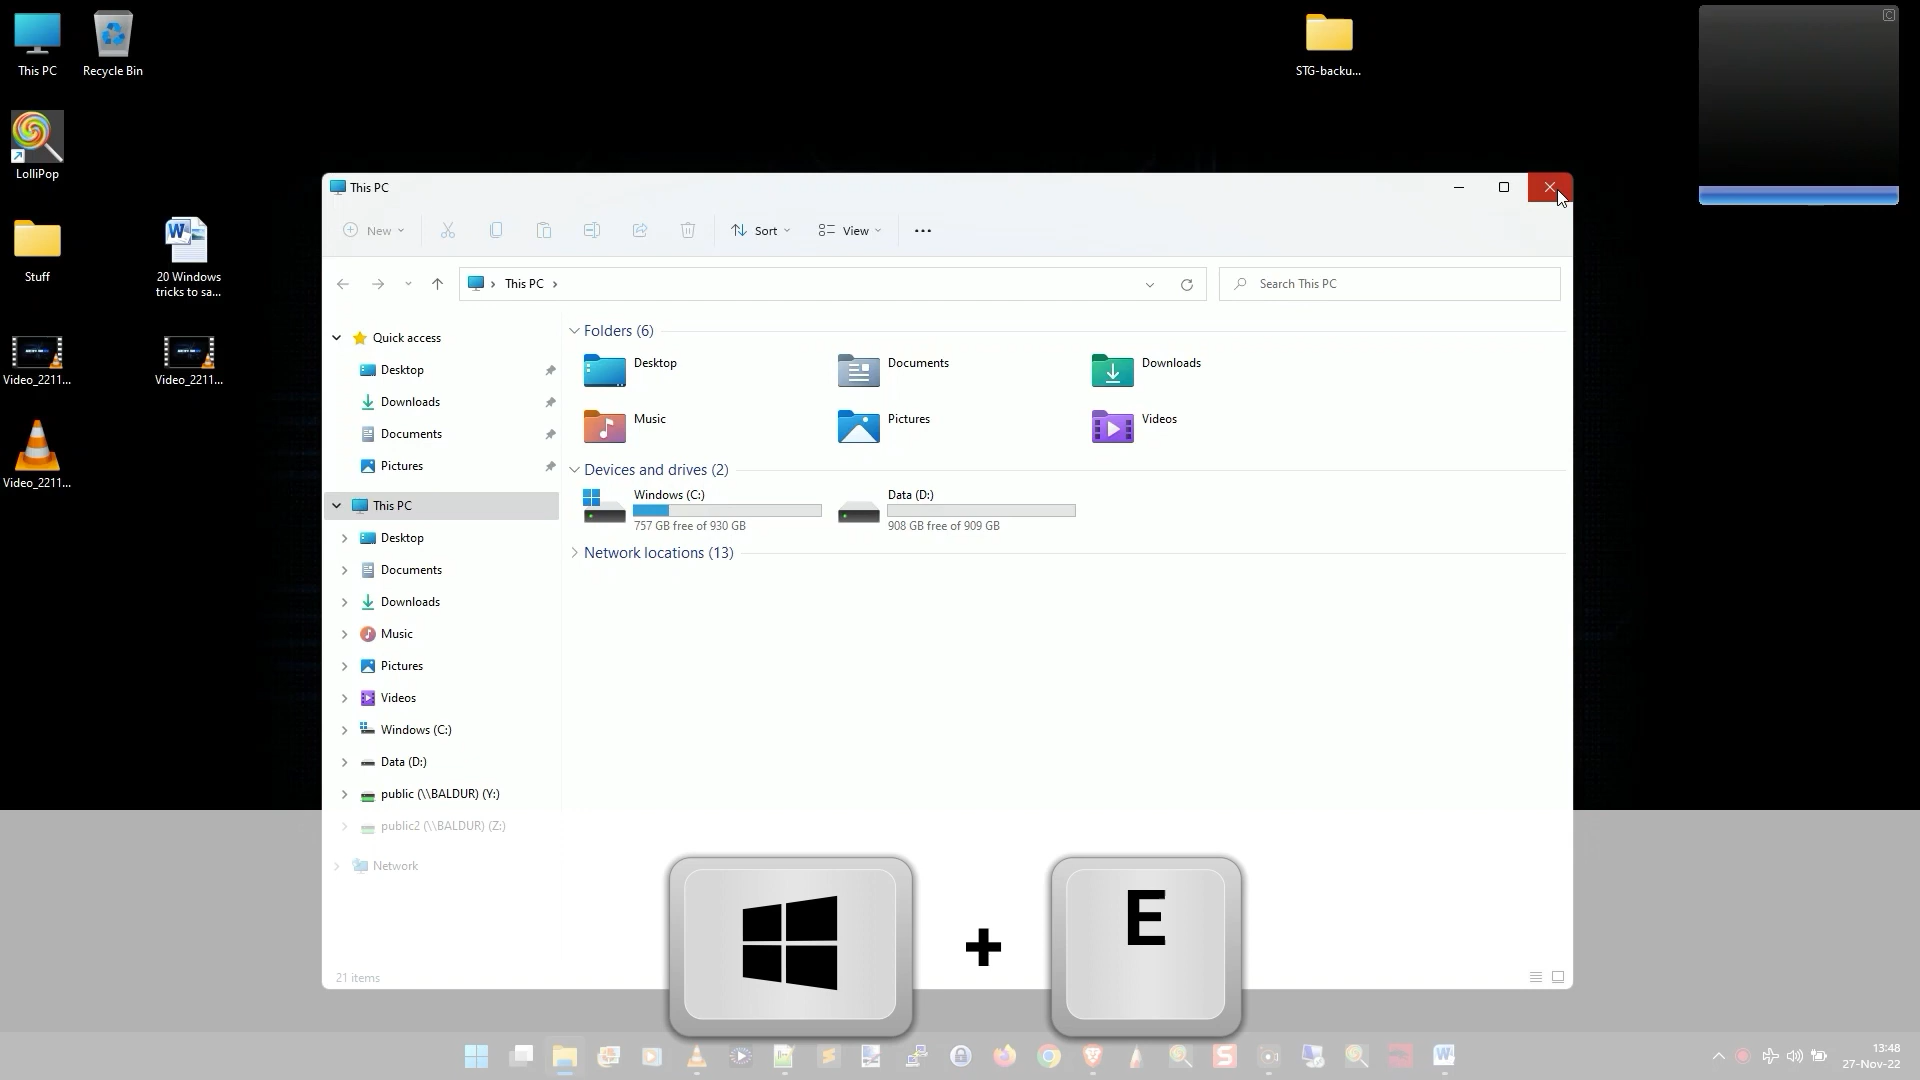 This PC
Recycle Bin
STG-backu...
C
LolliPop
Stuff
20 Windows
tricks to sa...
Video_2211...
Video_2211...
Video_2211...
This PC
New
Sort
View
This PC
Search This PC
Quick access
Desktop
Downloads
Documents
Pictures
This PC
Desktop
Documents
Downloads
Music
Pictures
Videos
Windows (C:)
Data (D:)
public (\\BALDUR) (Y:)
public2 (\\BALDUR) (Z:)
Network
Folders (6)
Desktop
Documents
Downloads
Music
Pictures
Videos
Devices and drives (2)
Windows (C:)
757 GB free of 930 GB
Data (D:)
908 GB free of 909 GB
Network locations (13)
21 items
+ E
13:48
27-Nov-22